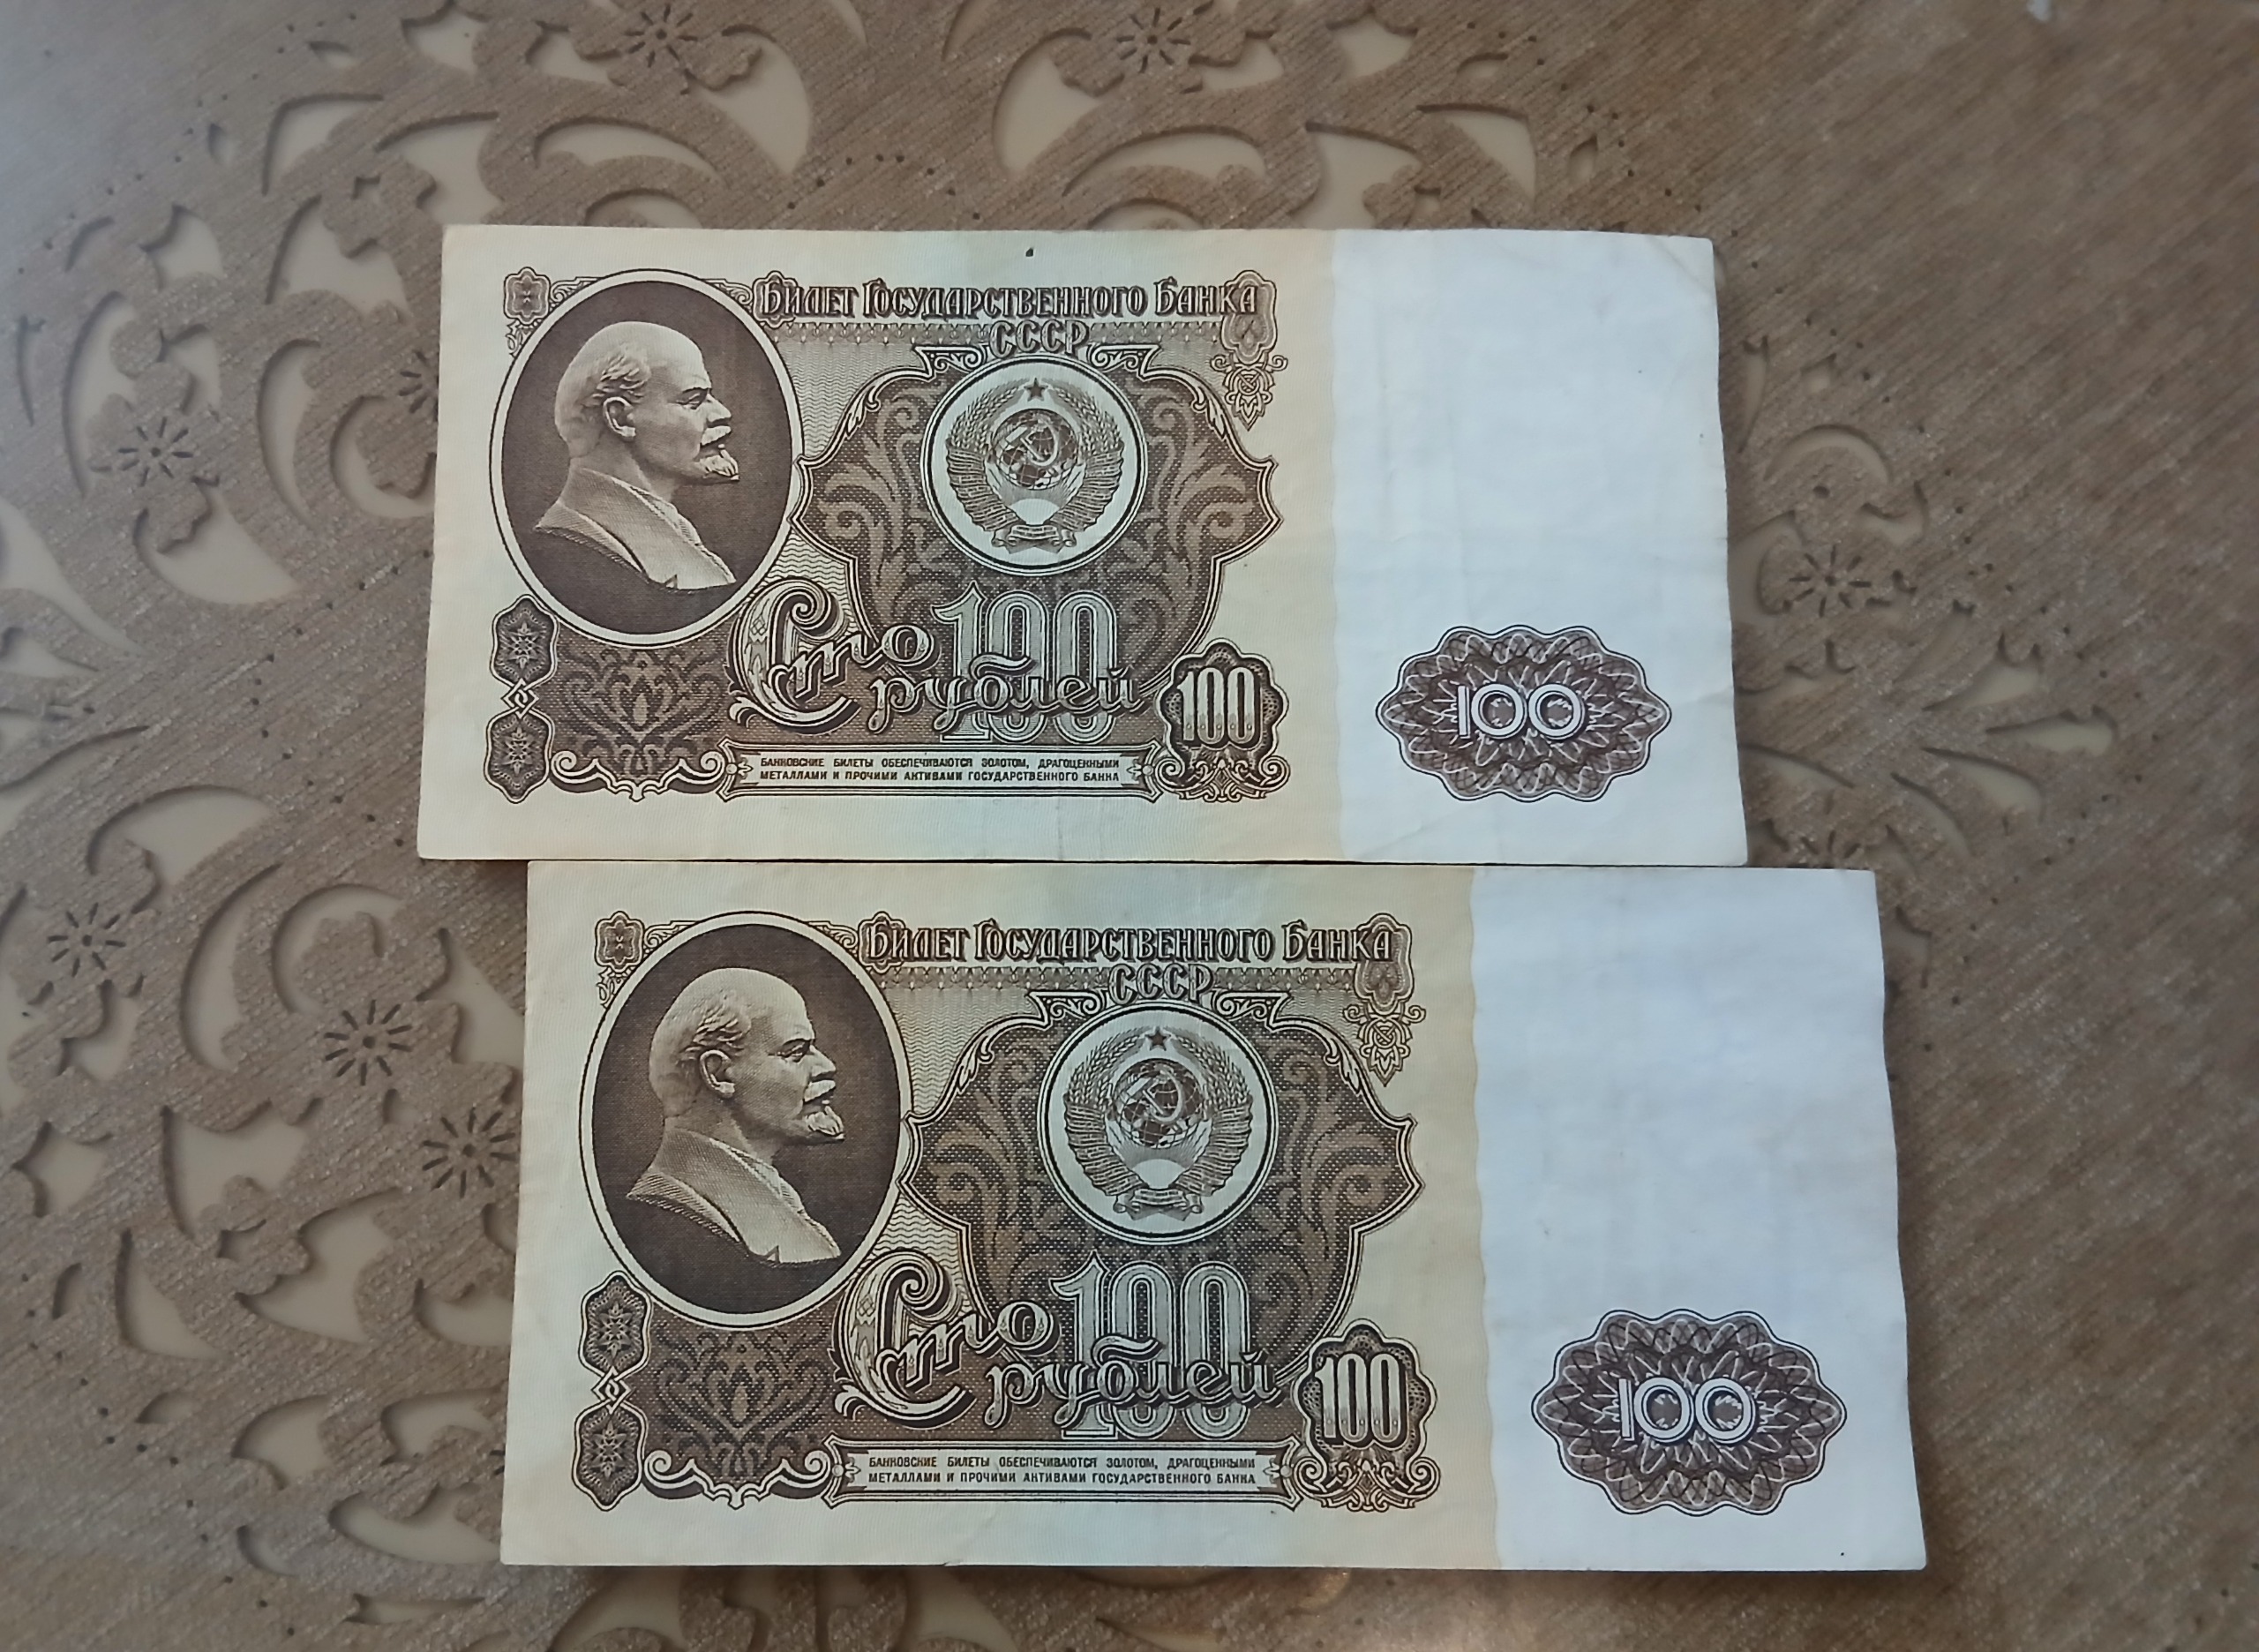 Билет Государственного Банка
СССР
100
Сто
рублей
100
100
БАНКОВСКИЕ БИЛЕТЫ ОБЕСПЕЧИВАЮТСЯ ЗОЛОТОМ, ДРАГОЦЕННЫМИ
МЕТАЛЛАМИ И ПРОЧИМИ АКТИВАМИ ГОСУДАРСТВЕННОГО БАНКА
Билет Государственного Банка
СССР
100
Сто
рублей
100
100
БАНКОВСКИЕ БИЛЕТЫ ОБЕСПЕЧИВАЮТСЯ ЗОЛОТОМ, ДРАГОЦЕННЫМИ
МЕТАЛЛАМИ И ПРОЧИМИ АКТИВАМИ ГОСУДАРСТВЕННОГО БАНКА